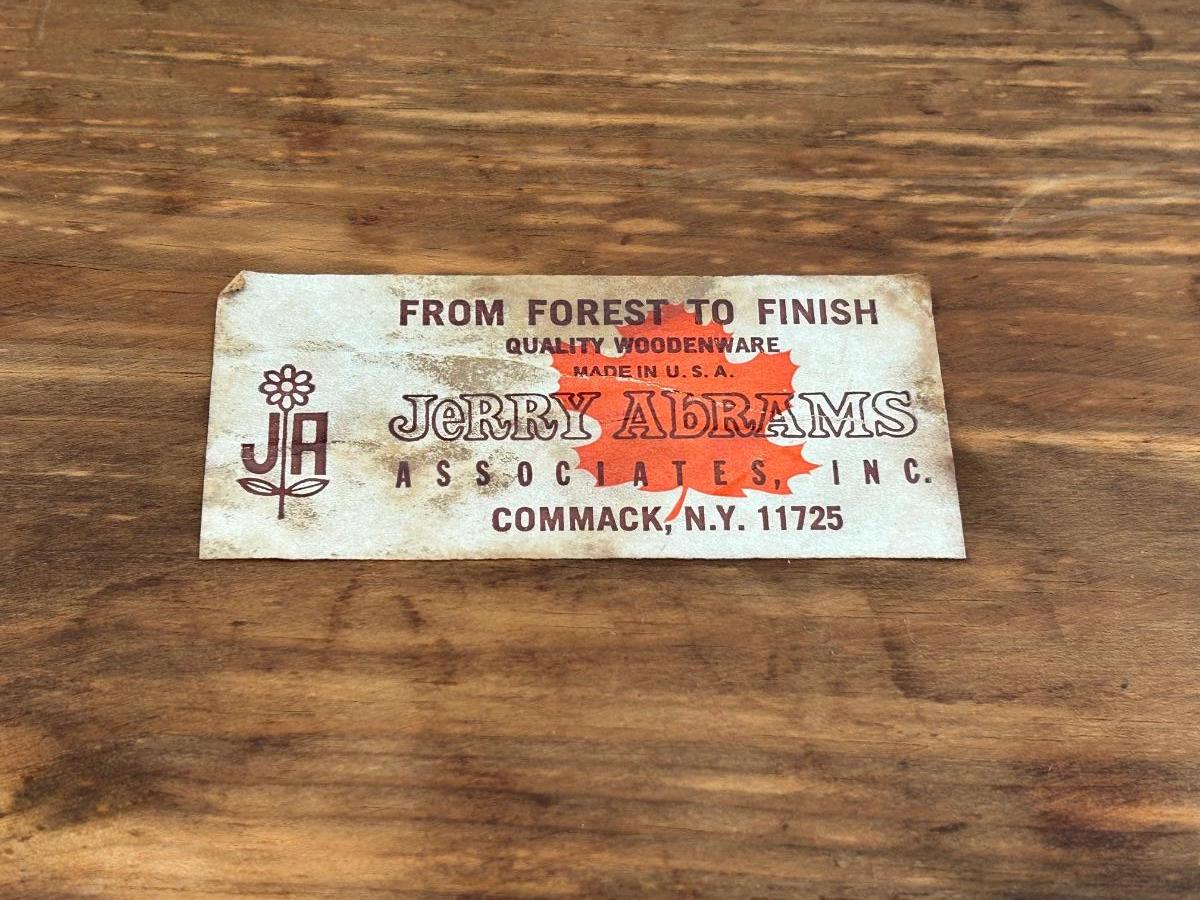 FROM FOREST TO FINISH
QUALITY WOODENWARE
MADE IN U.S.A.
JA
JeRRY AbRAMS
ASSOCIATES, INC.
COMMACK, N.Y. 11725